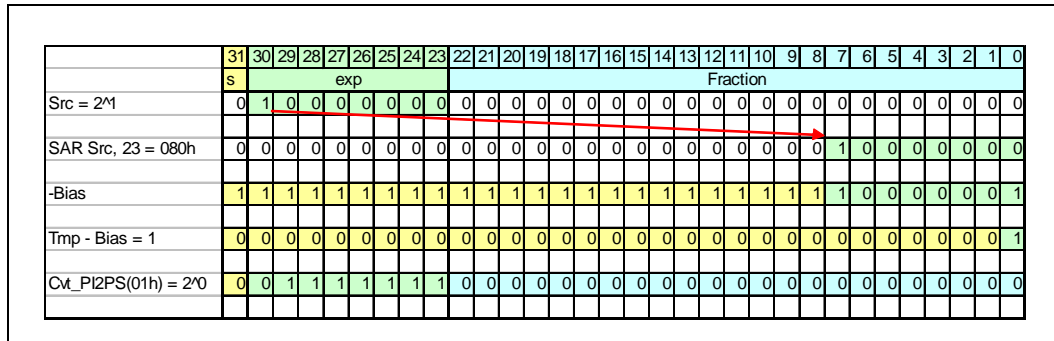 31 30 29 28 27 26 25 24 23 22 21 20 19 18 17 16 15 14 13 12 11 10 9 8 7 6 5 4 3 2 1 0
s exp Fraction
Src = 2^1 0 1 0 0 0 0 0 0 0 0 0 0 0 0 0 0 0 0 0 0 0 0 0 0 0 0 0 0 0 0 0 0
SAR Src, 23 = 080h 0 0 0 0 0 0 0 0 0 0 0 0 0 0 0 0 0 0 0 0 0 0 0 0 1 0 0 0 0 0 0 0
-Bias 1 1 1 1 1 1 1 1 1 1 1 1 1 1 1 1 1 1 1 1 1 1 1 1 1 0 0 0 0 0 0 1
Tmp - Bias = 1 0 0 0 0 0 0 0 0 0 0 0 0 0 0 0 0 0 0 0 0 0 0 0 0 0 0 0 0 0 0 0 1
Cvt_PI2PS(01h) = 2^0 0 0 1 1 1 1 1 1 1 0 0 0 0 0 0 0 0 0 0 0 0 0 0 0 0 0 0 0 0 0 0 0